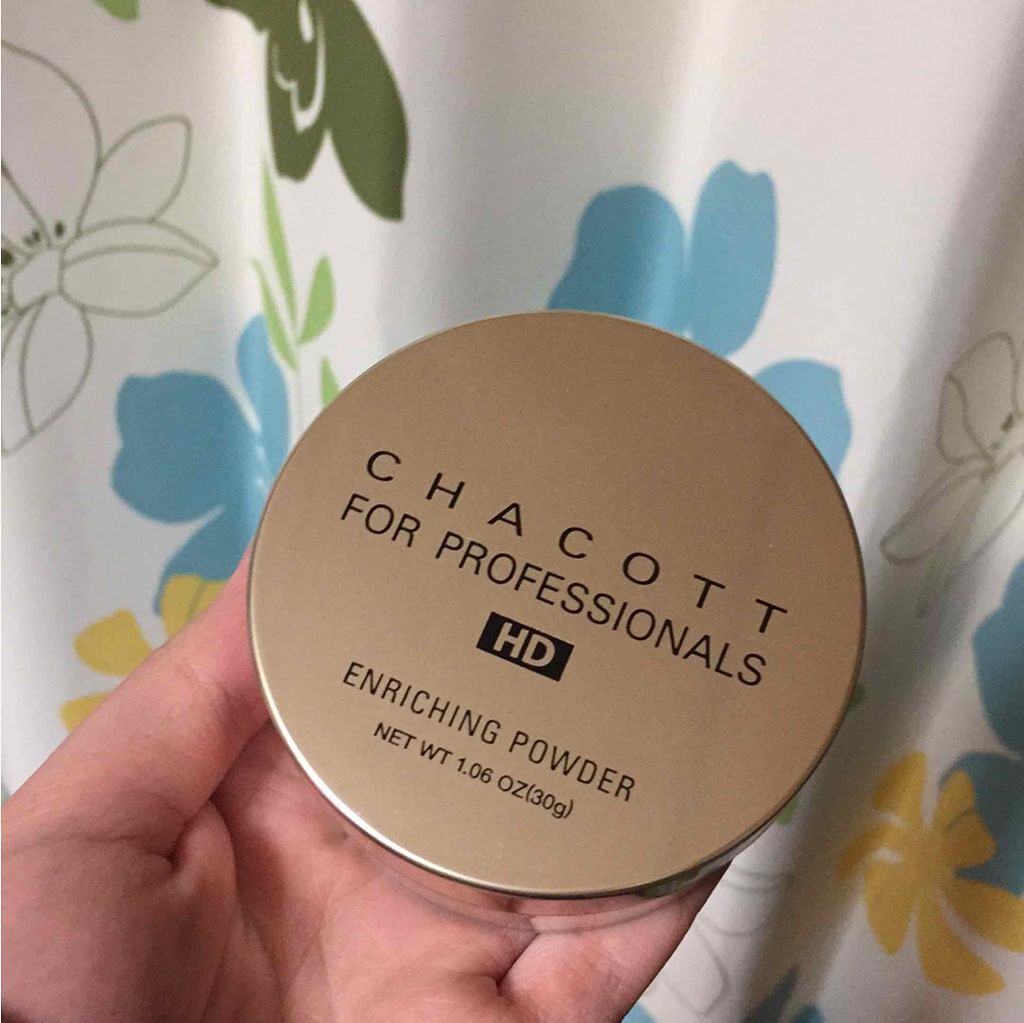 CHACOTT
FOR PROFESSIONALS
HD
ENRICHING POWDER
NET WT 1.06 OZ(30g)